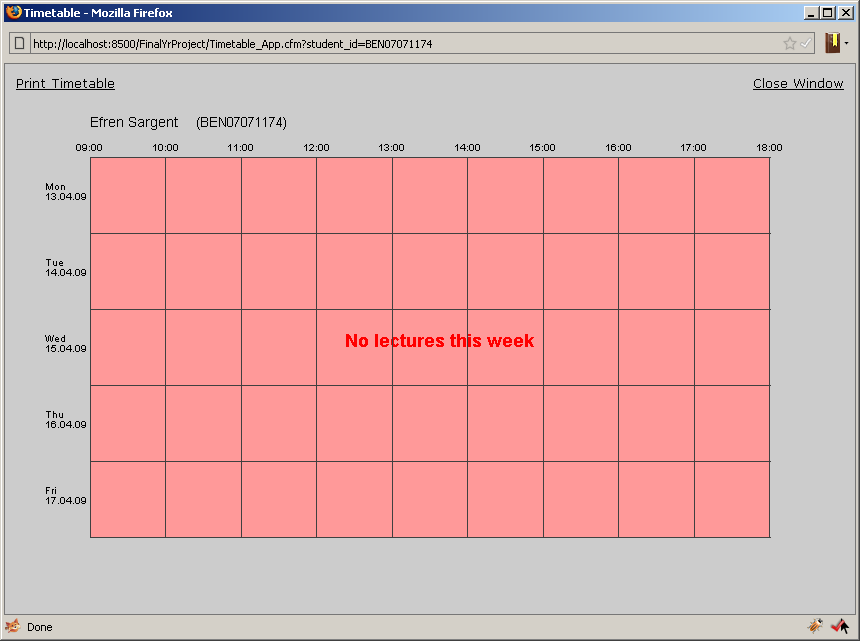 Timetable - Mozilla Firefox
http://localhost:8500/FinalYrProject/Timetable_App.cfm?student_id=BEN07071174
Print Timetable Close Window
Efren Sargent (BEN07071174)
09:00 10:00 11:00 12:00 13:00 14:00 15:00 16:00 17:00 18:00
Mon
13.04.09
Tue
14.04.09
Wed
15.04.09
No lectures this week
Thu
16.04.09
Fri
17.04.09
Done